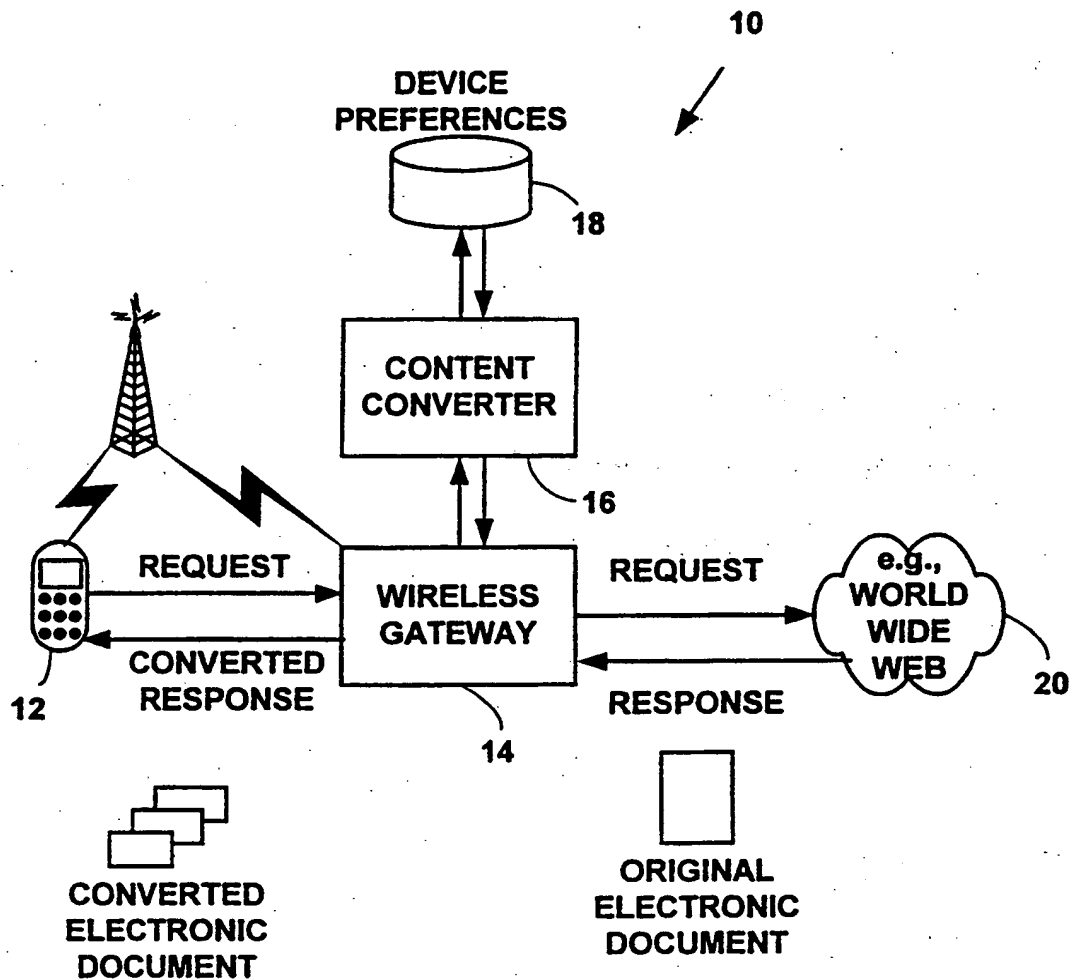 10
DEVICE
PREFERENCES
18
CONTENT
CONVERTER
16
REQUEST
WIRELESS
GATEWAY
REQUEST
e.g.,
WORLD
WIDE
WEB
CONVERTED
RESPONSE
RESPONSE
12
14
20
CONVERTED
ELECTRONIC
DOCUMENT
ORIGINAL
ELECTRONIC
DOCUMENT